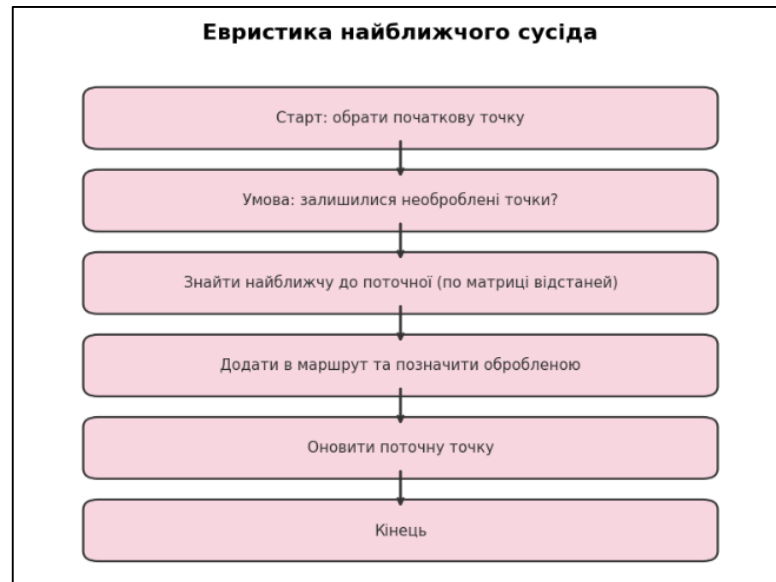 Евристика найближчого сусіда
Старт: обрати початкову точку
Умова: залишилися необроблені точки?
Знайти найближчу до поточної (по матриці відстаней)
Додати в маршрут та позначити обробленою
Оновити поточну точку
Кінець